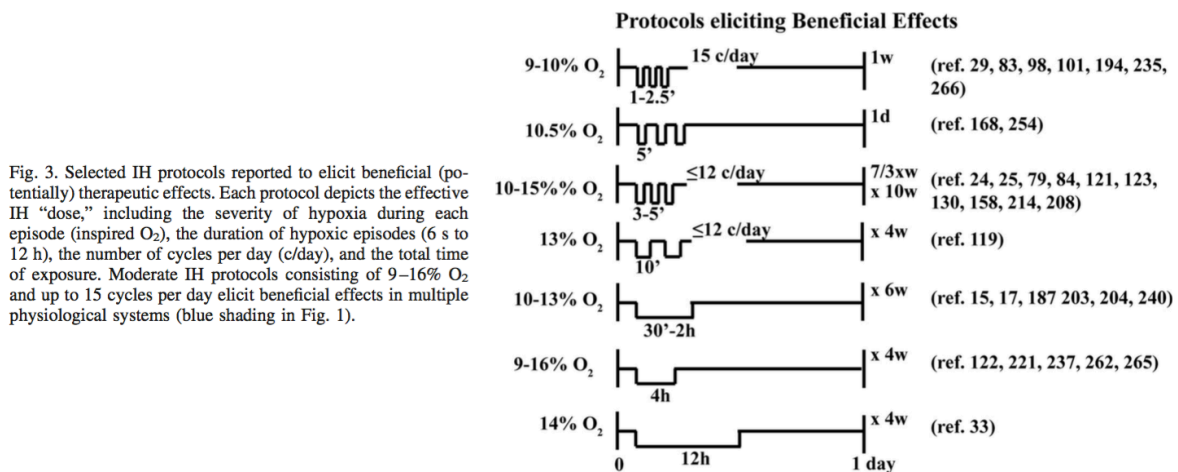 Protocols eliciting Beneficial Effects
9-10% O₂ 15 c/day 1w (ref. 29, 83, 98, 101, 194, 235,
1-2.5’ 266)
10.5% O₂ 1d (ref. 168, 254)
5’
10-15%% O₂ ≤12 c/day 7/3xw (ref. 24, 25, 79, 84, 121, 123,
3-5’ x 10w 130, 158, 214, 208)
13% O₂ ≤12 c/day x 4w (ref. 119)
10’
10-13% O₂ x 6w (ref. 15, 17, 187 203, 204, 240)
30’-2h
9-16% O₂ x 4w (ref. 122, 221, 237, 262, 265)
4h
14% O₂ x 4w (ref. 33)
0 12h 1 day
Fig. 3. Selected IH protocols reported to elicit beneficial (po-
tentially) therapeutic effects. Each protocol depicts the effective
IH “dose,” including the severity of hypoxia during each
episode (inspired O₂), the duration of hypoxic episodes (6 s to
12 h), the number of cycles per day (c/day), and the total time
of exposure. Moderate IH protocols consisting of 9–16% O₂
and up to 15 cycles per day elicit beneficial effects in multiple
physiological systems (blue shading in Fig. 1).